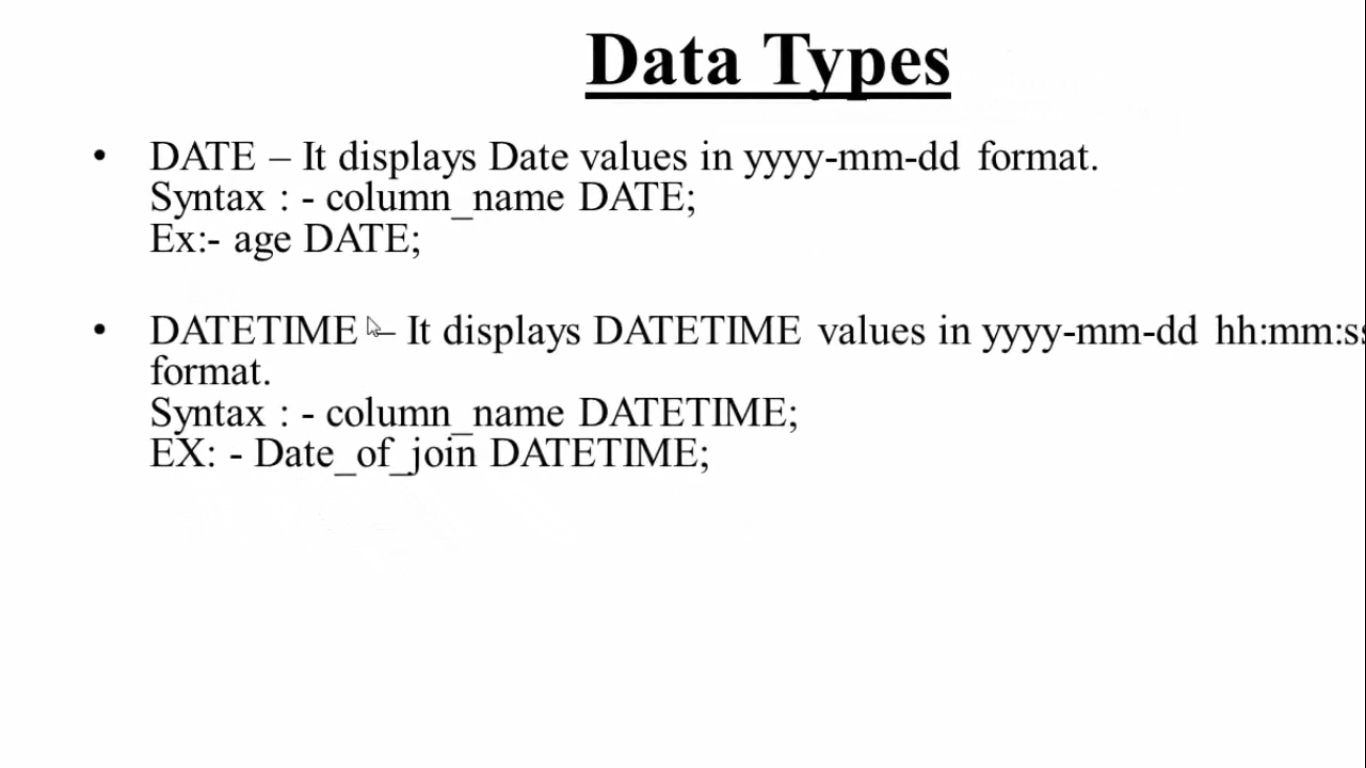 Data Types
• DATE – It displays Date values in yyyy-mm-dd format.
Syntax : - column_name DATE;
Ex:- age DATE;
• DATETIME – It displays DATETIME values in yyyy-mm-dd hh:mm:ss
format.
Syntax : - column_name DATETIME;
EX: - Date_of_join DATETIME;